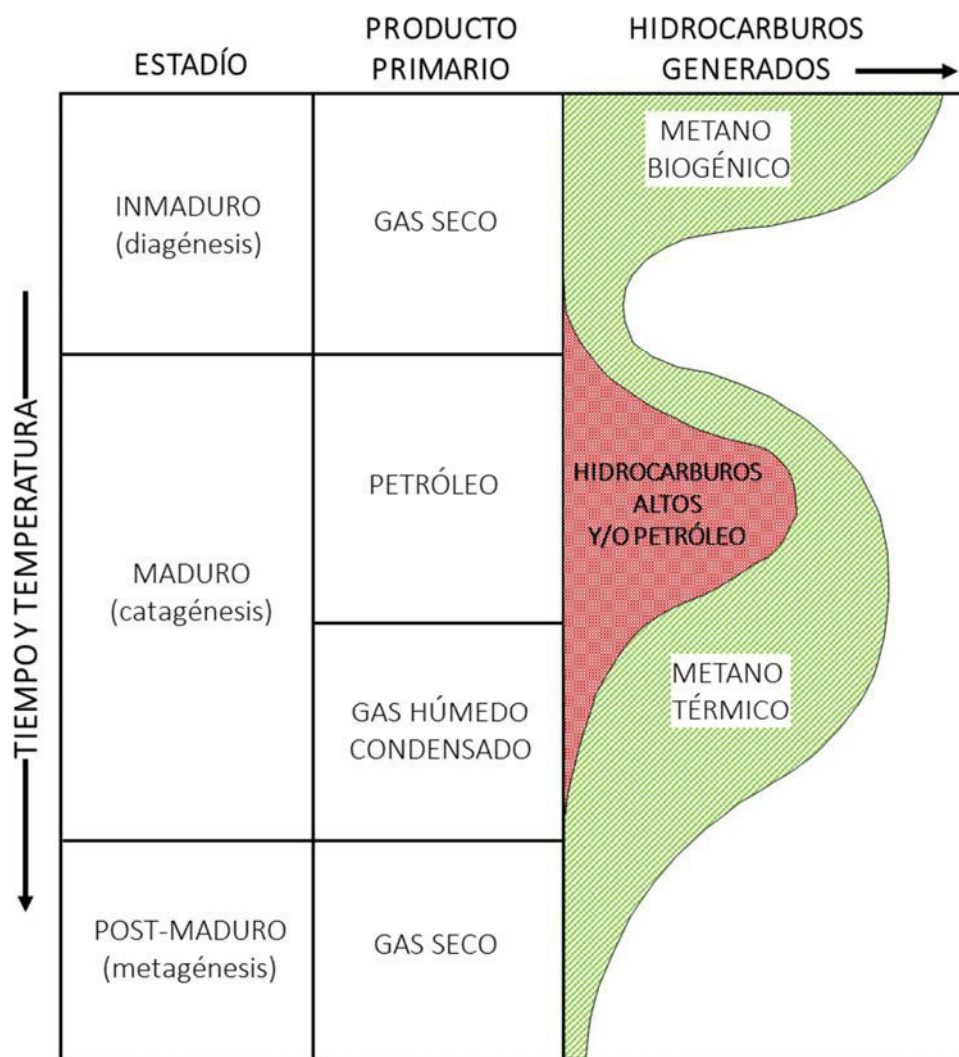 ESTADÍO
PRODUCTO
PRIMARIO
HIDROCARBUROS
GENERADOS
INMADURO
(diagénesis)
GAS SECO
METANO
BIOGÉNICO
TIEMPO Y TEMPERATURA
MADURO
(catagénesis)
PETRÓLEO
HIDROCARBUROS
ALTOS
Y/O PETRÓLEO
GAS HÚMEDO
CONDENSADO
METANO
TÉRMICO
POST-MADURO
(metagénesis)
GAS SECO